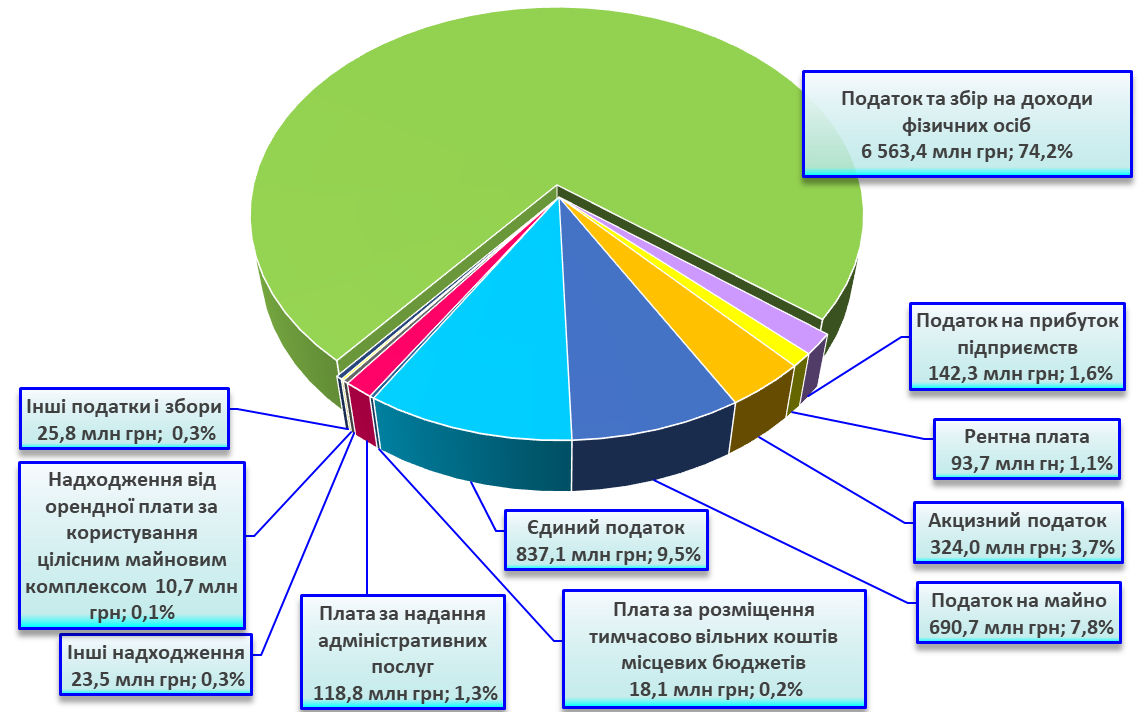 Податок та збір на доходи
фізичних осіб
6 563,4 млн грн; 74,2%
Податок на прибуток
підприємств
142,3 млн грн; 1,6%
Рентна плата
93,7 млн гн; 1,1%
Акцизний податок
324,0 млн грн; 3,7%
Податок на майно
690,7 млн грн; 7,8%
Єдиний податок
837,1 млн грн; 9,5%
Плата за розміщення
тимчасово вільних коштів
місцевих бюджетів
18,1 млн грн; 0,2%
Плата за надання
адміністративних
послуг
118,8 млн грн; 1,3%
Інші надходження
23,5 млн грн; 0,3%
Надходження від
орендної плати за
користування
цілісним майновим
комплексом 10,7 млн
грн; 0,1%
Інші податки і збори
25,8 млн грн; 0,3%